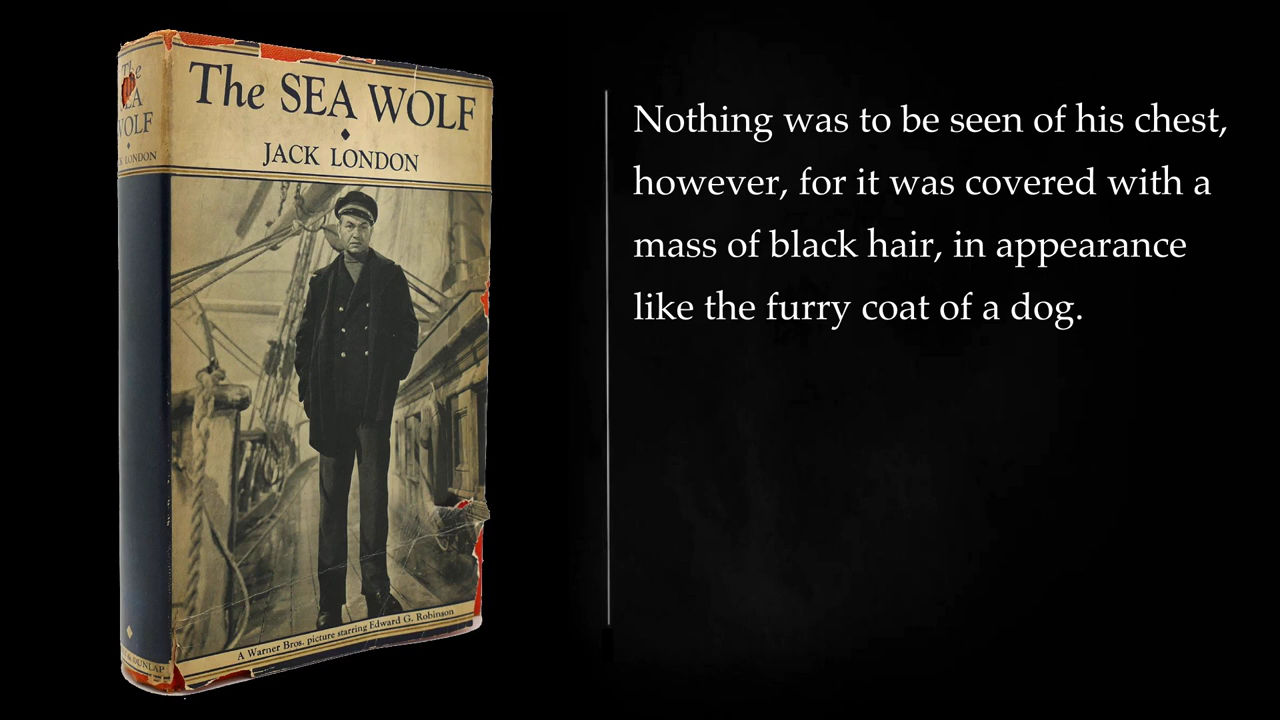 The
SEA
WOLF
LONDON
The SEA WOLF
JACK LONDON
A Warner Bros. picture starring Edward G. Robinson
DUNLAP
Nothing was to be seen of his chest,
however, for it was covered with a
mass of black hair, in appearance
like the furry coat of a dog.